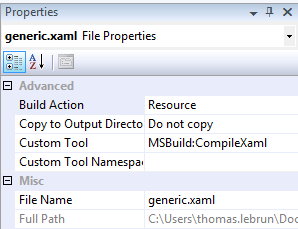 Properties
generic.xaml File Properties
Advanced
Build Action Resource
Copy to Output Directo Do not copy
Custom Tool MSBuild:CompileXaml
Custom Tool Namespac
Misc
File Name generic.xaml
Full Path C:\Users\thomas.lebrun\Doc